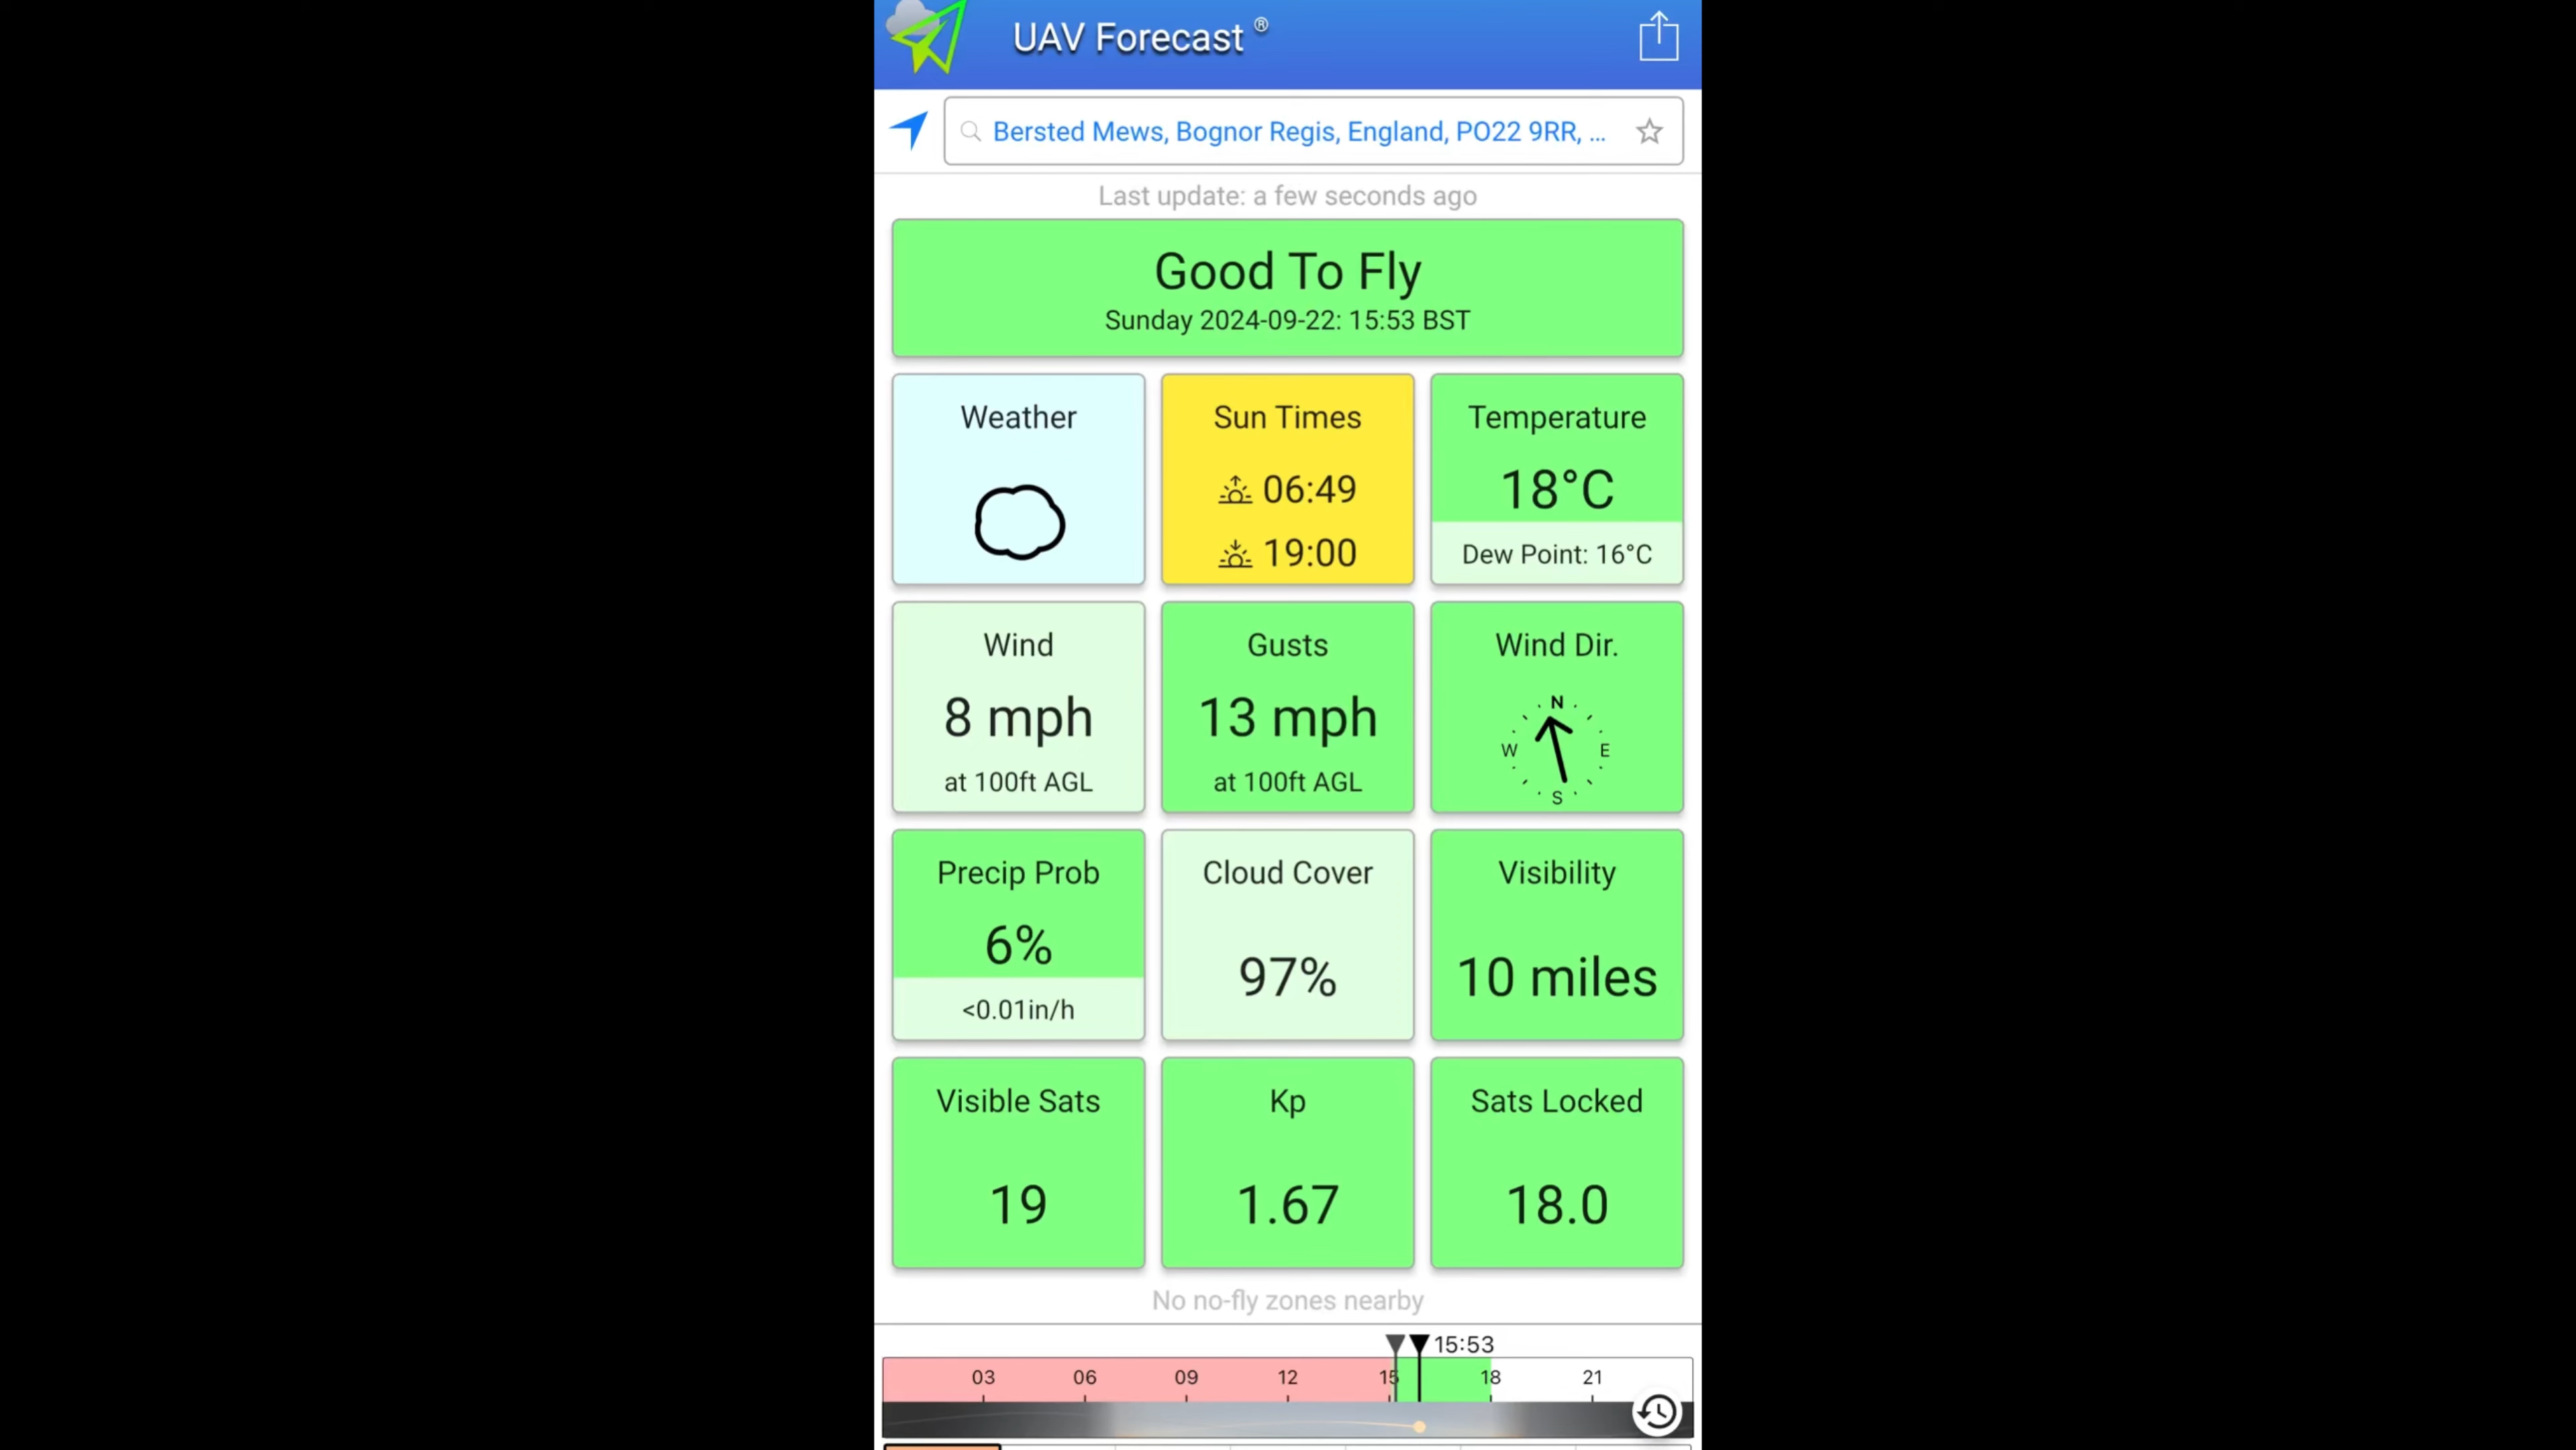 UAV Forecast ®
Bersted Mews, Bognor Regis, England, PO22 9RR, ...
Last update: a few seconds ago
Good To Fly
Sunday 2024-09-22: 15:53 BST
Weather
Sun Times
06:49
19:00
Temperature
18°C
Dew Point: 16°C
Wind
8 mph
at 100ft AGL
Gusts
13 mph
at 100ft AGL
Wind Dir.
N
W E
S
Precip Prob
6%
<0.01in/h
Cloud Cover
97%
Visibility
10 miles
Visible Sats
19
Kp
1.67
Sats Locked
18.0
No no-fly zones nearby
15:53
03 06 09 12 15 18 21